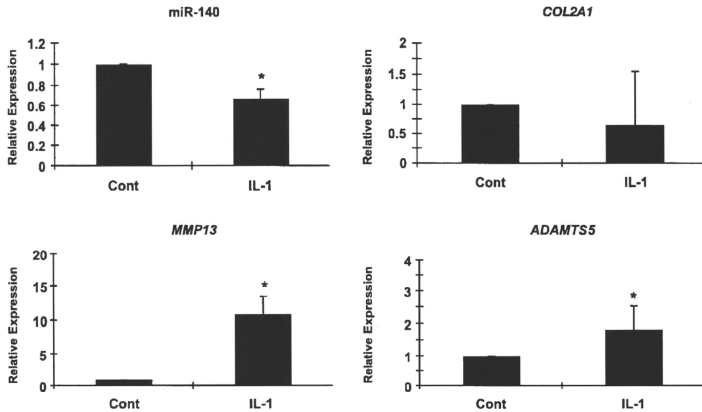 miR-140
Relative Expression
1.2
1
0.8
0.6
0.4
0.2
0
*
Cont
IL-1
COL2A1
Relative Expression
2
1.5
1
0.5
0
Cont
IL-1
MMP13
Relative Expression
20
15
10
5
0
*
Cont
IL-1
ADAMTS5
Relative Expression
4
3
2
1
0
*
Cont
IL-1